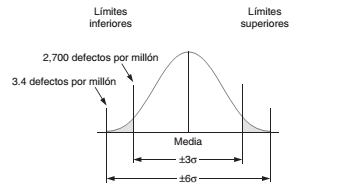 Límites
inferiores
Límites
superiores
2,700 defectos por millón
3.4 defectos por millón
Media
±3σ
±6σ